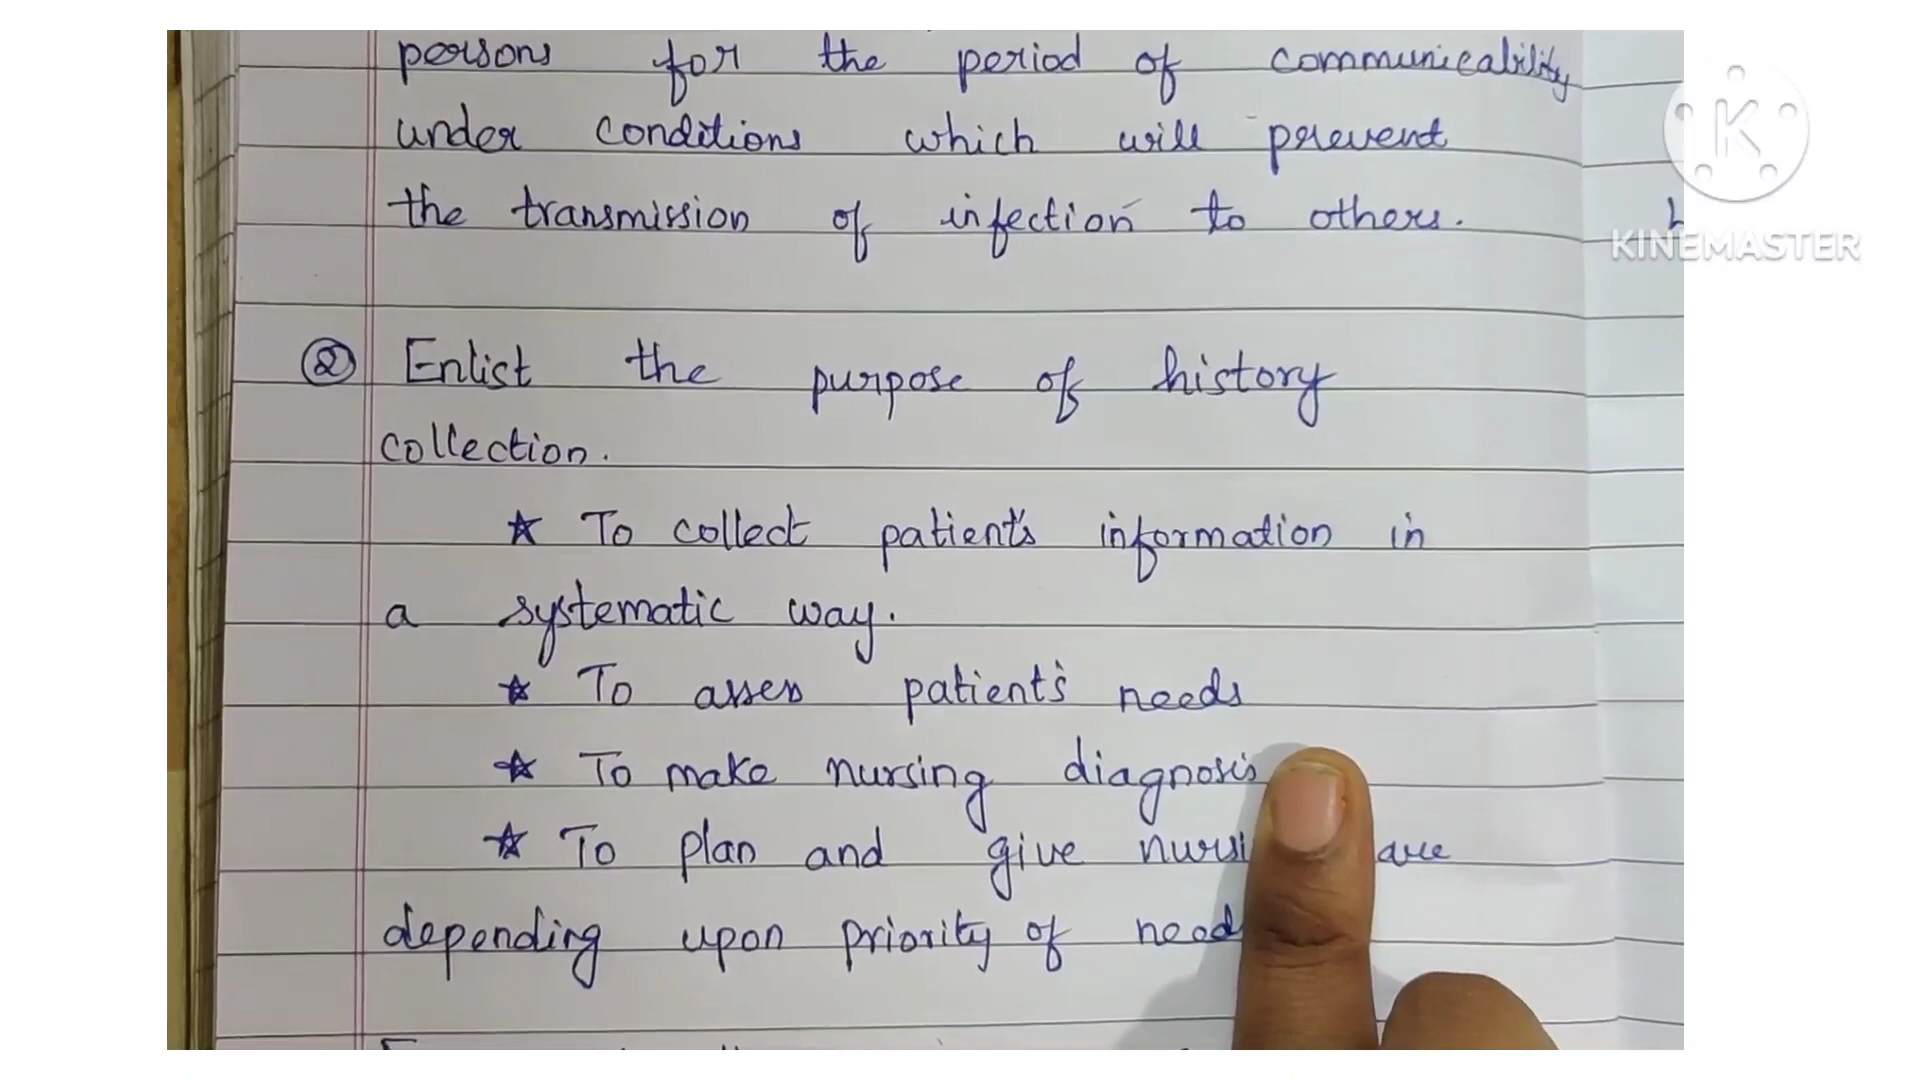 persons for the period of communicability
under conditions which will prevent
the transmission of infection to others.
② Enlist the purpose of history
collection.
★ To collect patient's information in
a systematic way.
★ To assess patient's needs
★ To make nursing diagnosis
★ To plan and give
depending upon priority of need
KINEMASTER